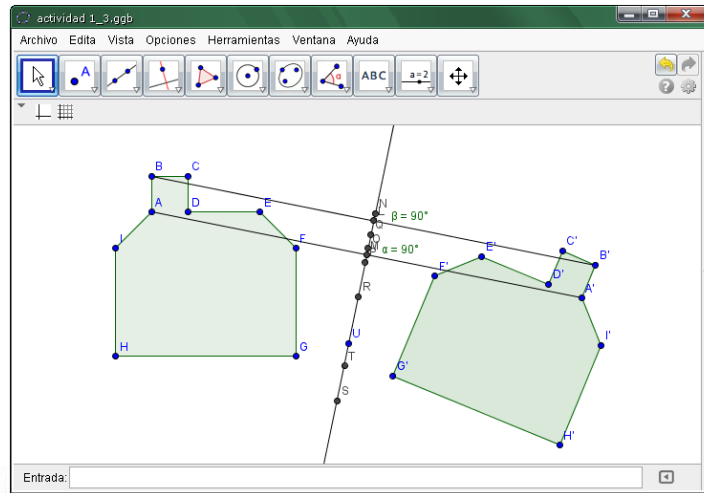 actividad 1_3.ggb
Archivo Edita Vista Opciones Herramientas Ventana Ayuda
A
α
ABC
a=2
B C
N
β = 90°
Q
A D E
O
I F
α = 90°
E'
C'
B'
F'
D'
R
A'
U
I'
H G
T
G'
S
H'
Entrada: